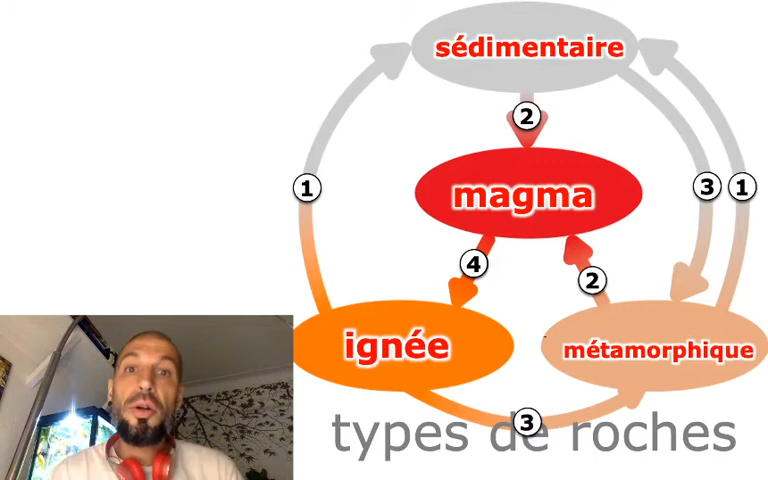 sédimentaire
2
magma
1
3
1
4
2
ignée
métamorphique
3
types de roches